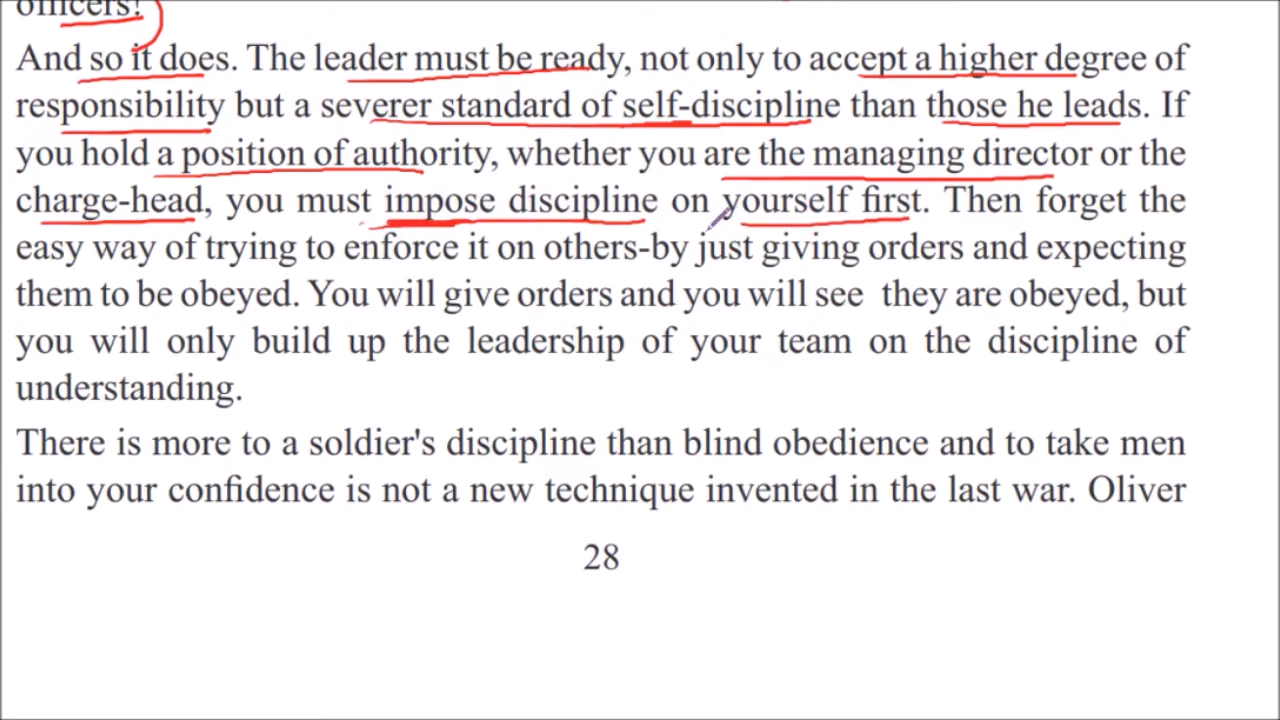 officers!
And so it does. The leader must be ready, not only to accept a higher degree of
responsibility but a severer standard of self-discipline than those he leads. If
you hold a position of authority, whether you are the managing director or the
charge-head, you must impose discipline on yourself first. Then forget the
easy way of trying to enforce it on others-by just giving orders and expecting
them to be obeyed. You will give orders and you will see they are obeyed, but
you will only build up the leadership of your team on the discipline of
understanding.
There is more to a soldier's discipline than blind obedience and to take men
into your confidence is not a new technique invented in the last war. Oliver
28